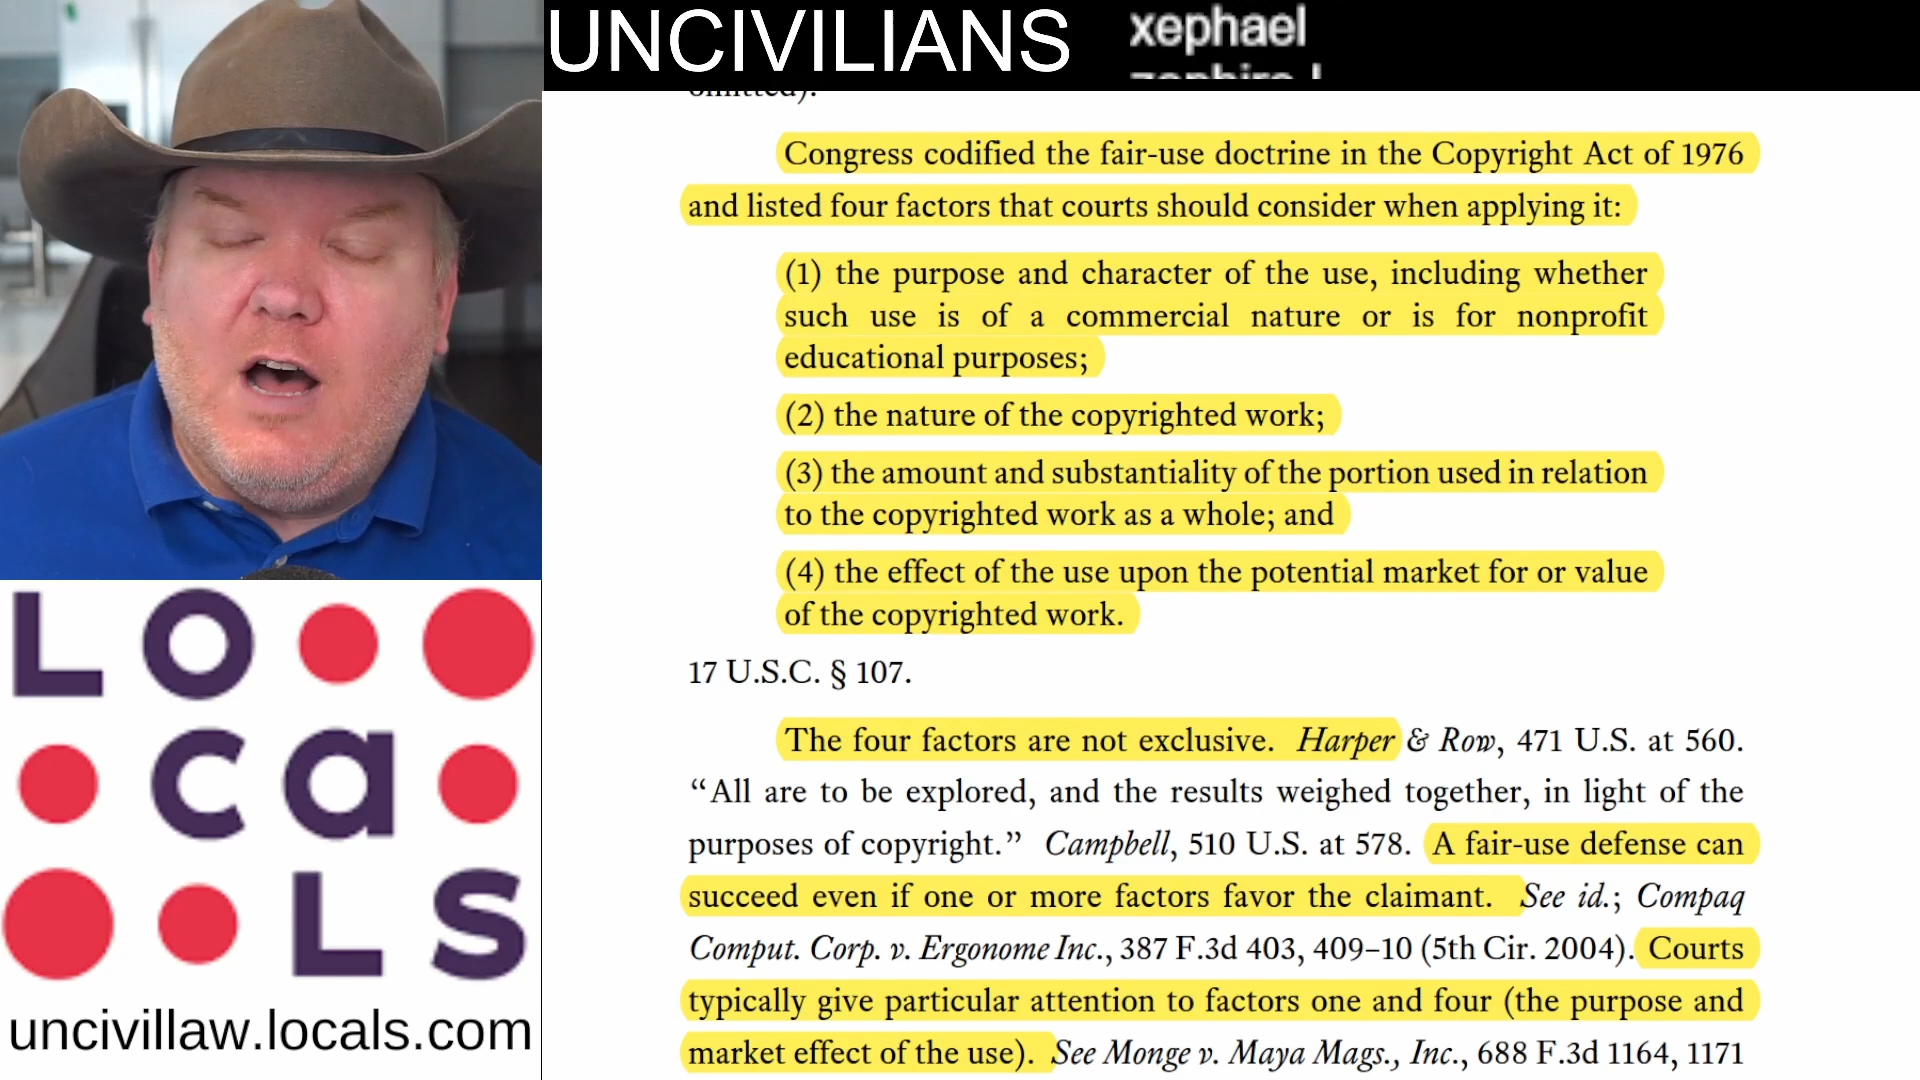 UNCIVILIANS
xephael
omitted).
Congress codified the fair-use doctrine in the Copyright Act of 1976
and listed four factors that courts should consider when applying it:
(1) the purpose and character of the use, including whether
such use is of a commercial nature or is for nonprofit
educational purposes;
(2) the nature of the copyrighted work;
(3) the amount and substantiality of the portion used in relation
to the copyrighted work as a whole; and
(4) the effect of the use upon the potential market for or value
of the copyrighted work.
17 U.S.C. § 107.
The four factors are not exclusive. Harper & Row, 471 U.S. at 560.
“All are to be explored, and the results weighed together, in light of the
purposes of copyright.” Campbell, 510 U.S. at 578. A fair-use defense can
succeed even if one or more factors favor the claimant. See id.; Compaq
Comput. Corp. v. Ergonome Inc., 387 F.3d 403, 409–10 (5th Cir. 2004). Courts
typically give particular attention to factors one and four (the purpose and
market effect of the use). See Monge v. Maya Mags., Inc., 688 F.3d 1164, 1171
LO
ca
LS
uncivillaw.locals.com